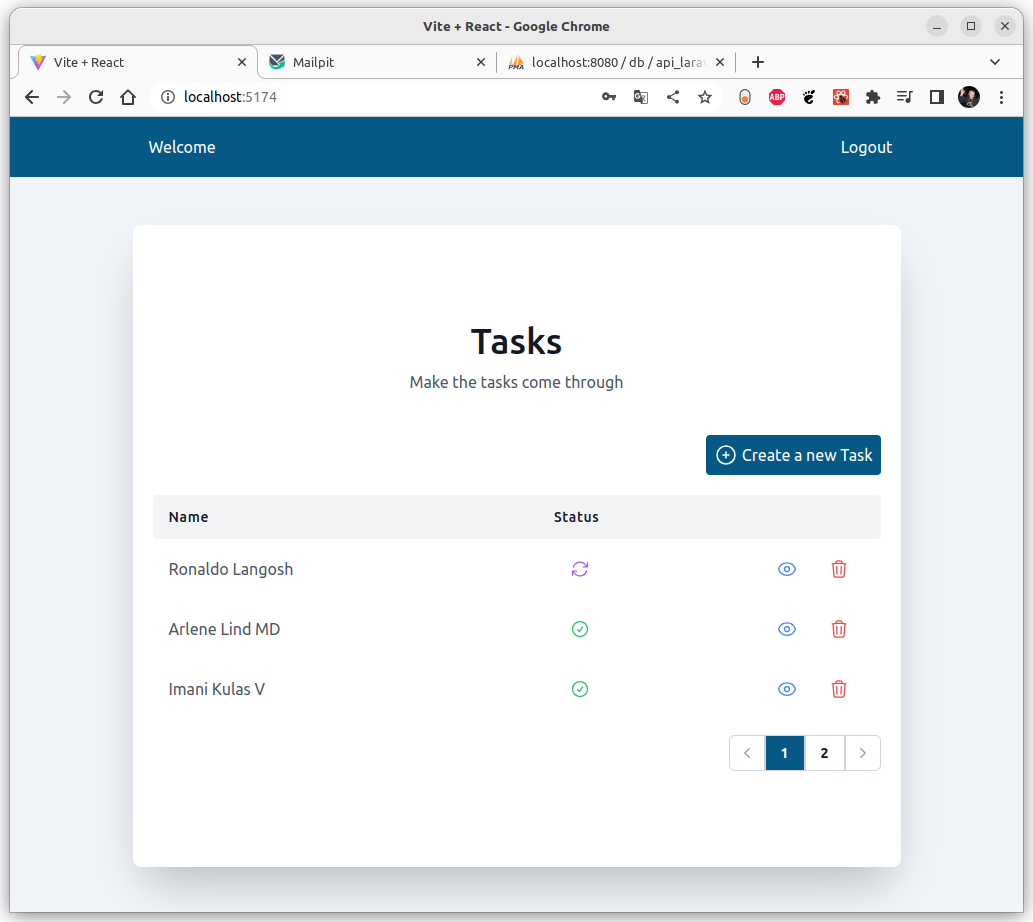 Vite + React - Google Chrome
Vite + React
Mailpit
localhost:8080 / db / api_larav
localhost:5174
ABP
PMA
Welcome
Logout
Tasks
Make the tasks come through
Create a new Task
Name
Status
Ronaldo Langosh
Arlene Lind MD
Imani Kulas V
1
2